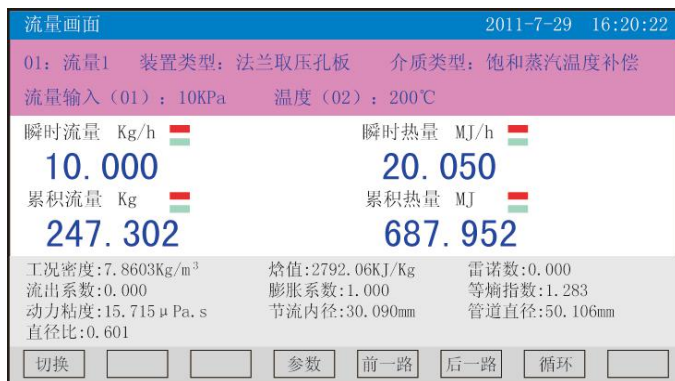 流量画面 2011-7-29 16:20:22
01: 流量1 装置类型: 法兰取压孔板 介质类型: 饱和蒸汽温度补偿
流量输入（01）: 10KPa 温度（02）: 200℃
瞬时流量 Kg/h 瞬时热量 MJ/h
10.000 20.050
累积流量 Kg 累积热量 MJ
247.302 687.952
工况密度:7.8603Kg/m³ 焓值:2792.06KJ/Kg 雷诺数:0.000
流出系数:0.000 膨胀系数:1.000 等熵指数:1.283
动力粘度:15.715μPa.s 节流内径:30.090mm 管道直径:50.106mm
直径比:0.601
切换 参数 前一路 后一路 循环